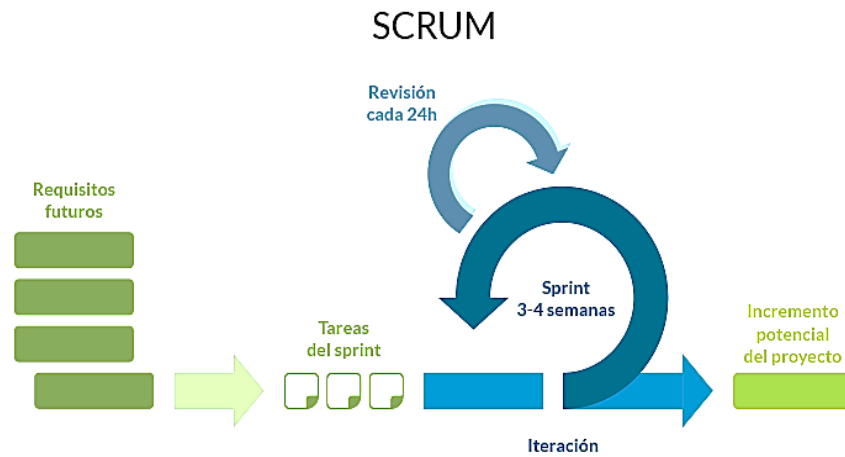 SCRUM
Revisión
cada 24h
Requisitos
futuros
Sprint
3-4 semanas
Tareas
del sprint
Incremento
potencial
del proyecto
Iteración